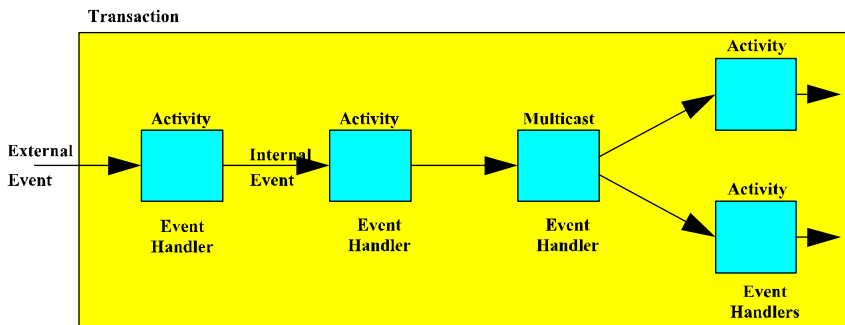 Transaction
Activity
Activity
Activity
Multicast
External
Event
Internal
Event
Event
Handler
Event
Handler
Event
Handler
Activity
Event
Handlers